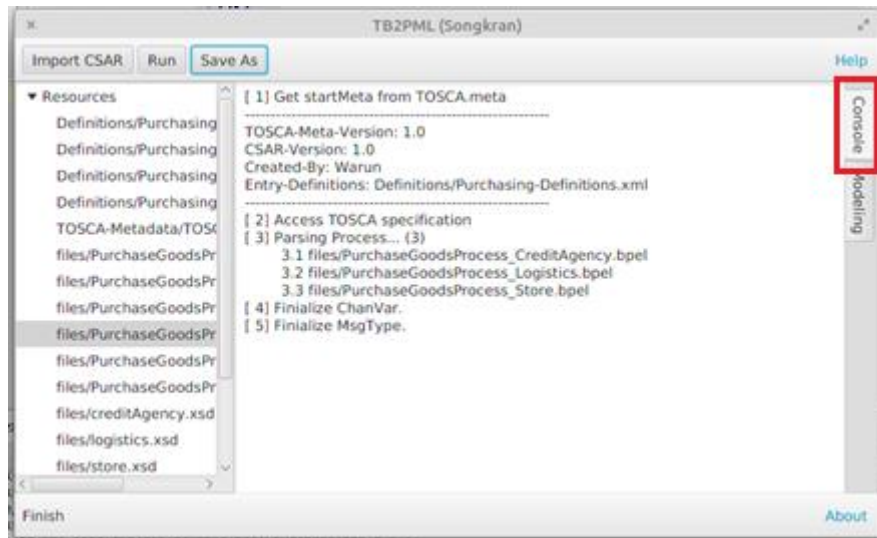 TB2PML (Songkran)
Import CSAR Run Save As Help
Resources
Definitions/Purchasing
Definitions/Purchasing
Definitions/Purchasing
Definitions/Purchasing
TOSCA-Metadata/TOSC
files/PurchaseGoodsPr
files/PurchaseGoodsPr
files/PurchaseGoodsPr
files/PurchaseGoodsPr
files/PurchaseGoodsPr
files/PurchaseGoodsPr
files/creditAgency.xsd
files/logistics.xsd
files/store.xsd
[ 1] Get startMeta from TOSCA.meta
TOSCA-Meta-Version: 1.0
CSAR-Version: 1.0
Created-By: Warun
Entry-Definitions: Definitions/Purchasing-Definitions.xml
[ 2] Access TOSCA specification
[ 3] Parsing Process... (3)
3.1 files/PurchaseGoodsProcess_CreditAgency.bpel
3.2 files/PurchaseGoodsProcess_Logistics.bpel
3.3 files/PurchaseGoodsProcess_Store.bpel
[ 4] Finialize ChanVar.
[ 5] Finialize MsgType.
Console
Modeling
Finish About